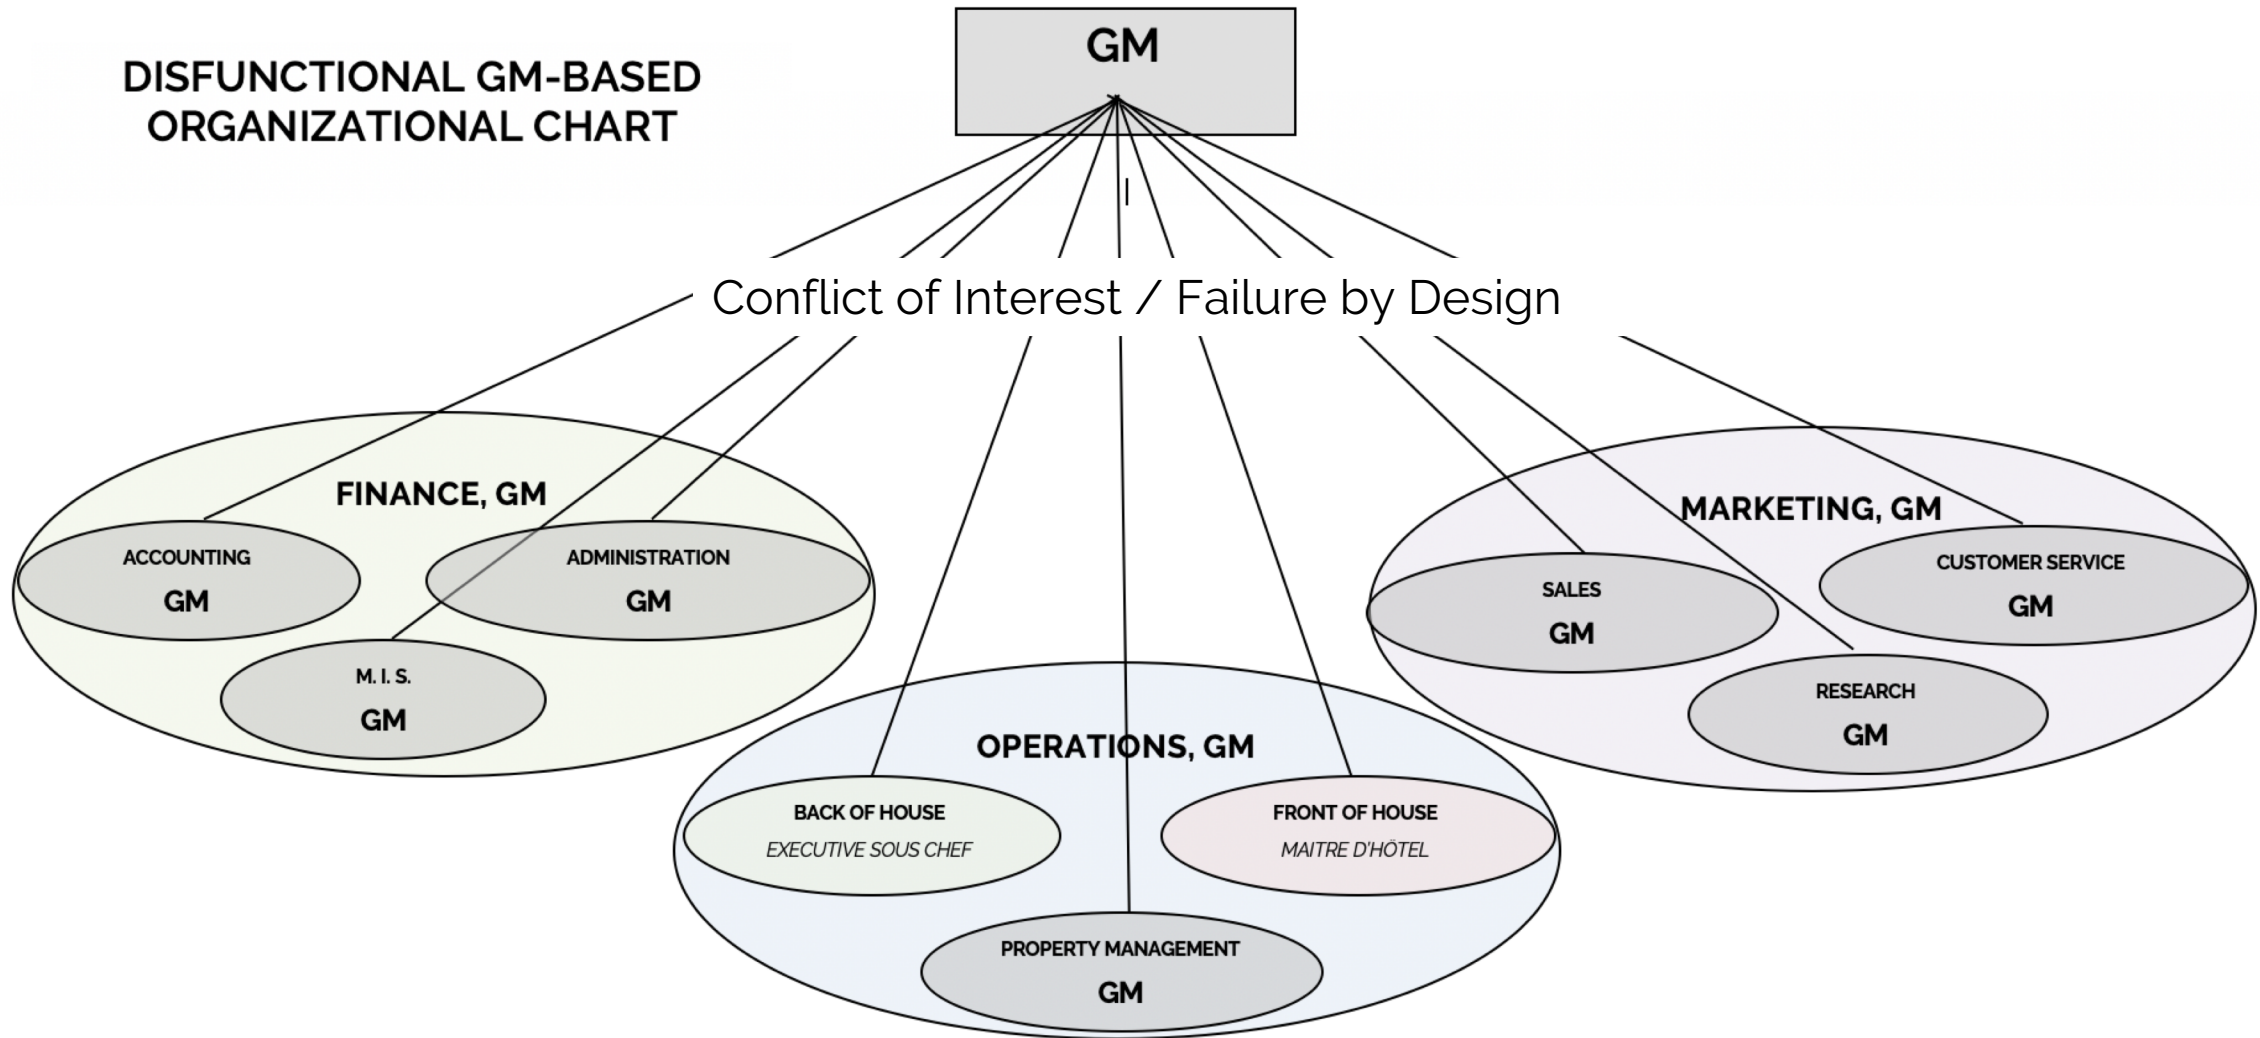 GM
DISFUNCTIONAL GM-BASED
ORGANIZATIONAL CHART
Conflict of Interest / Failure by Design
FINANCE, GM
ACCOUNTING
GM
ADMINISTRATION
GM
M. I. S.
GM
OPERATIONS, GM
BACK OF HOUSE
EXECUTIVE SOUS CHEF
FRONT OF HOUSE
MAITRE D'HÖTEL
PROPERTY MANAGEMENT
GM
MARKETING, GM
SALES
GM
CUSTOMER SERVICE
GM
RESEARCH
GM